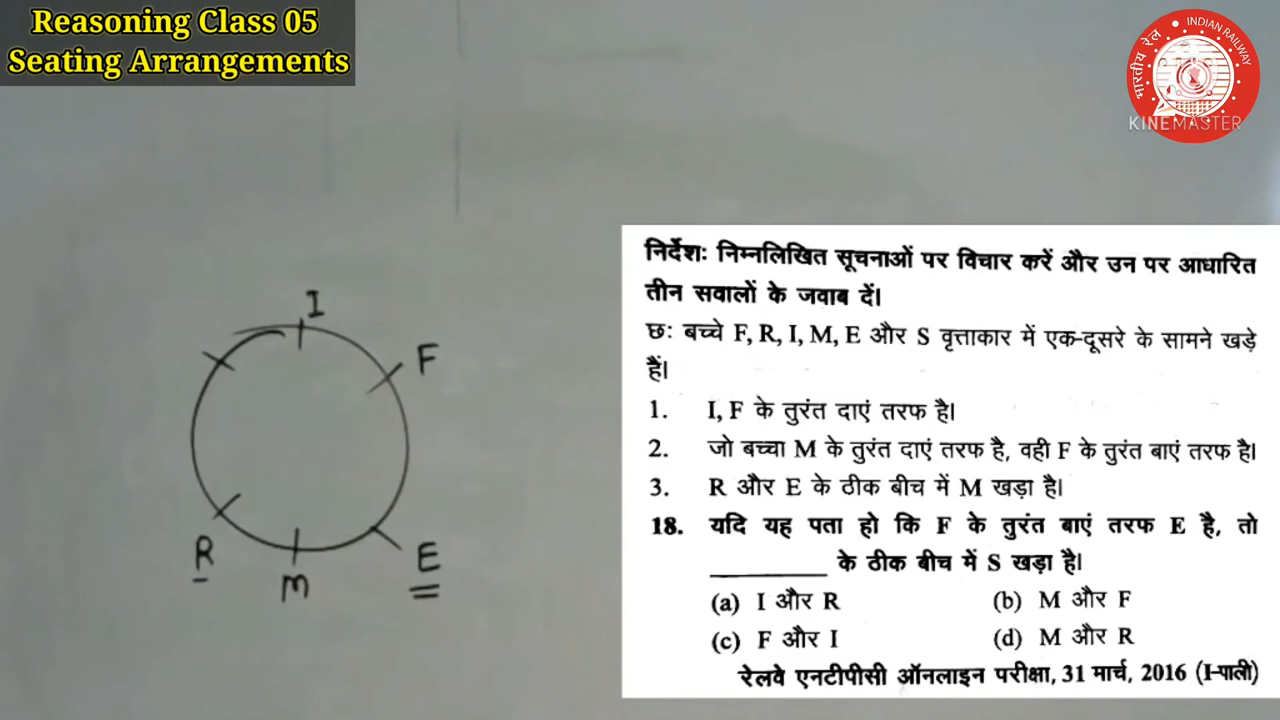 Reasoning Class 05
Seating Arrangements
भारतीय रेल • INDIAN RAILWAY
KINEMASTER
I
F
R
M
E
निर्देशः निम्नलिखित सूचनाओं पर विचार करें और उन पर आधारित
तीन सवालों के जवाब दें।
छः बच्चे F, R, I, M, E और S वृत्ताकार में एक-दूसरे के सामने खड़े
हैं।
1. I, F के तुरंत दाएं तरफ है।
2. जो बच्चा M के तुरंत दाएं तरफ है, वही F के तुरंत बाएं तरफ है।
3. R और E के ठीक बीच में M खड़ा है।
18. यदि यह पता हो कि F के तुरंत बाएं तरफ E है, तो
________ के ठीक बीच में S खड़ा है।
(a) I और R (b) M और F
(c) F और I (d) M और R
रेलवे एनटीपीसी ऑनलाइन परीक्षा, 31 मार्च, 2016 (I-पाली)